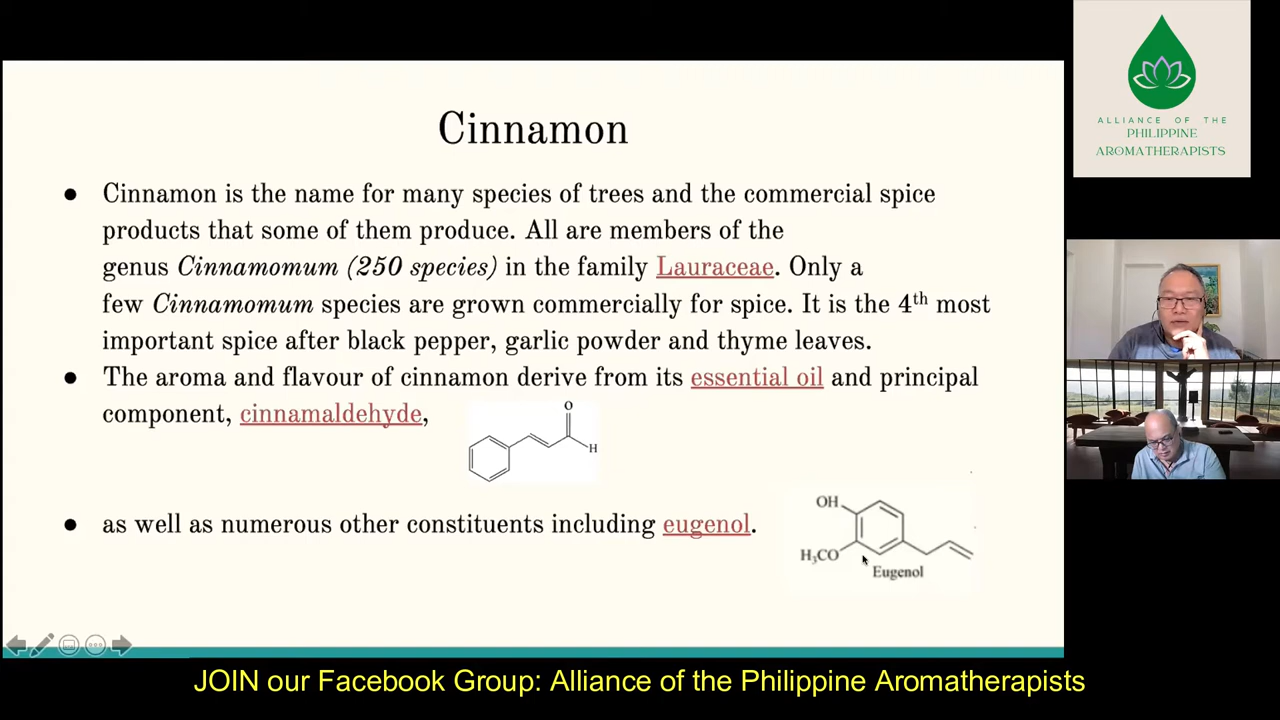 Cinnamon
● Cinnamon is the name for many species of trees and the commercial spice
products that some of them produce. All are members of the
genus Cinnamomum (250 species) in the family Lauraceae. Only a
few Cinnamomum species are grown commercially for spice. It is the 4th most
important spice after black pepper, garlic powder and thyme leaves.
● The aroma and flavour of cinnamon derive from its essential oil and principal
component, cinnamaldehyde,
O
H
● as well as numerous other constituents including eugenol.
OH
H₃CO
Eugenol
ALLIANCE OF THE
PHILIPPINE
AROMATHERAPISTS
JOIN our Facebook Group: Alliance of the Philippine Aromatherapists